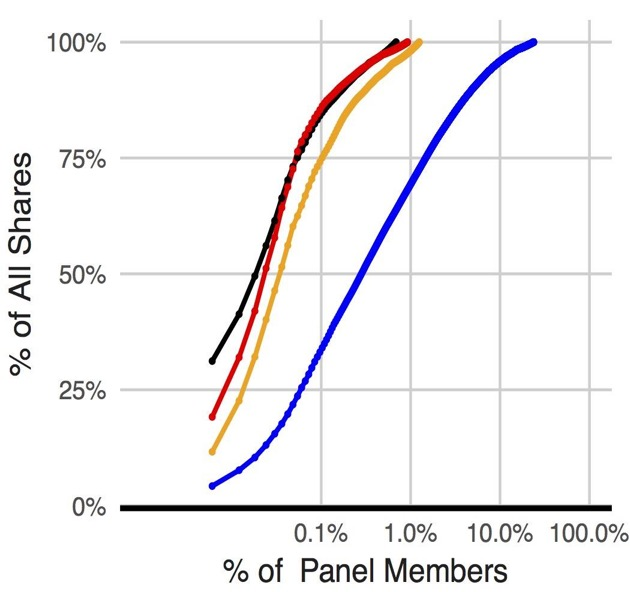 100%
75%
50%
25%
0%
% of All Shares
0.1% 1.0% 10.0% 100.0%
% of Panel Members